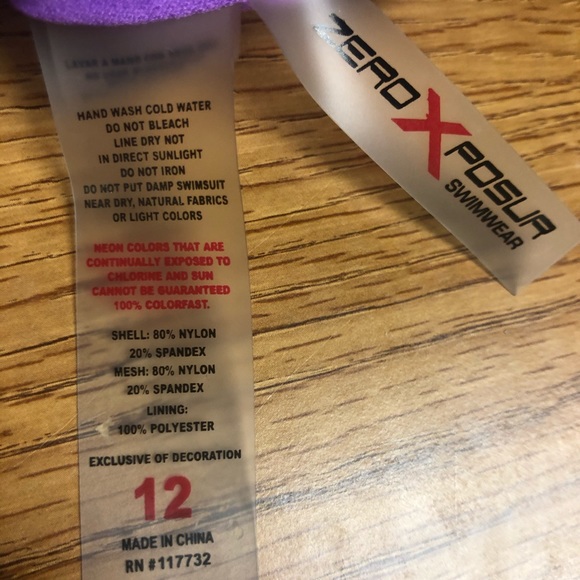 HAND WASH COLD WATER
DO NOT BLEACH
LINE DRY NOT
IN DIRECT SUNLIGHT
DO NOT IRON
DO NOT PUT DAMP SWIMSUIT
NEAR DRY, NATURAL FABRICS
OR LIGHT COLORS
NEON COLORS THAT ARE
CONTINUALLY EXPOSED TO
CHLORINE AND SUN
CANNOT BE GUARANTEED
100% COLORFAST.
SHELL: 80% NYLON
20% SPANDEX
MESH: 80% NYLON
20% SPANDEX
LINING:
100% POLYESTER
EXCLUSIVE OF DECORATION
12
MADE IN CHINA
RN #117732
ZEROXPOSUR
SWIMWEAR